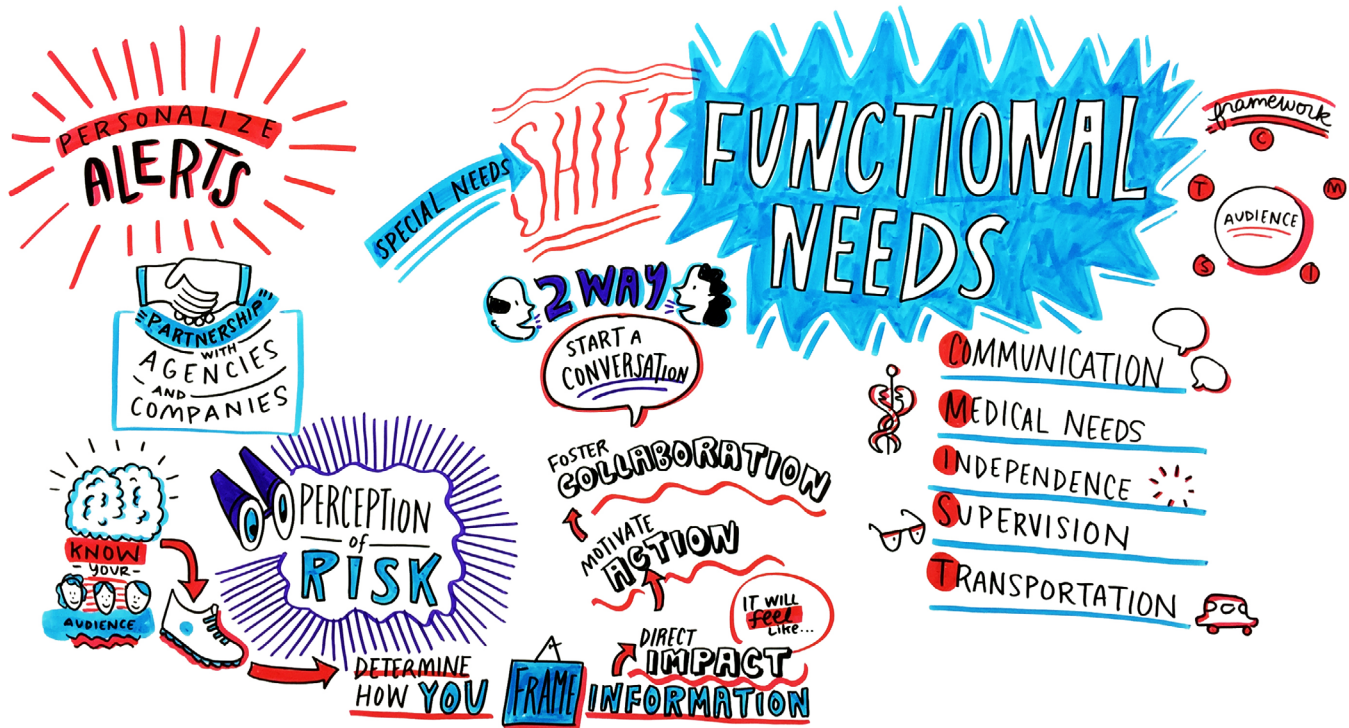 PERSONALIZE
ALERTS
PARTNERSHIP
WITH
AGENCIES
AND
COMPANIES
KNOW
YOUR
AUDIENCE
PERCEPTION
OF
RISK
DETERMINE
HOW YOU
FRAME
INFORMATION
DIRECT
IMPACT
IT WILL
feel
LIKE...
MOTIVATE
ACTION
FOSTER
COLLABORATION
2 WAY
START A
CONVERSATION
SPECIAL NEEDS
SHIFT
FUNCTIONAL
NEEDS
framework
C
M
I
S
T
AUDIENCE
COMMUNICATION
MEDICAL NEEDS
INDEPENDENCE
SUPERVISION
TRANSPORTATION